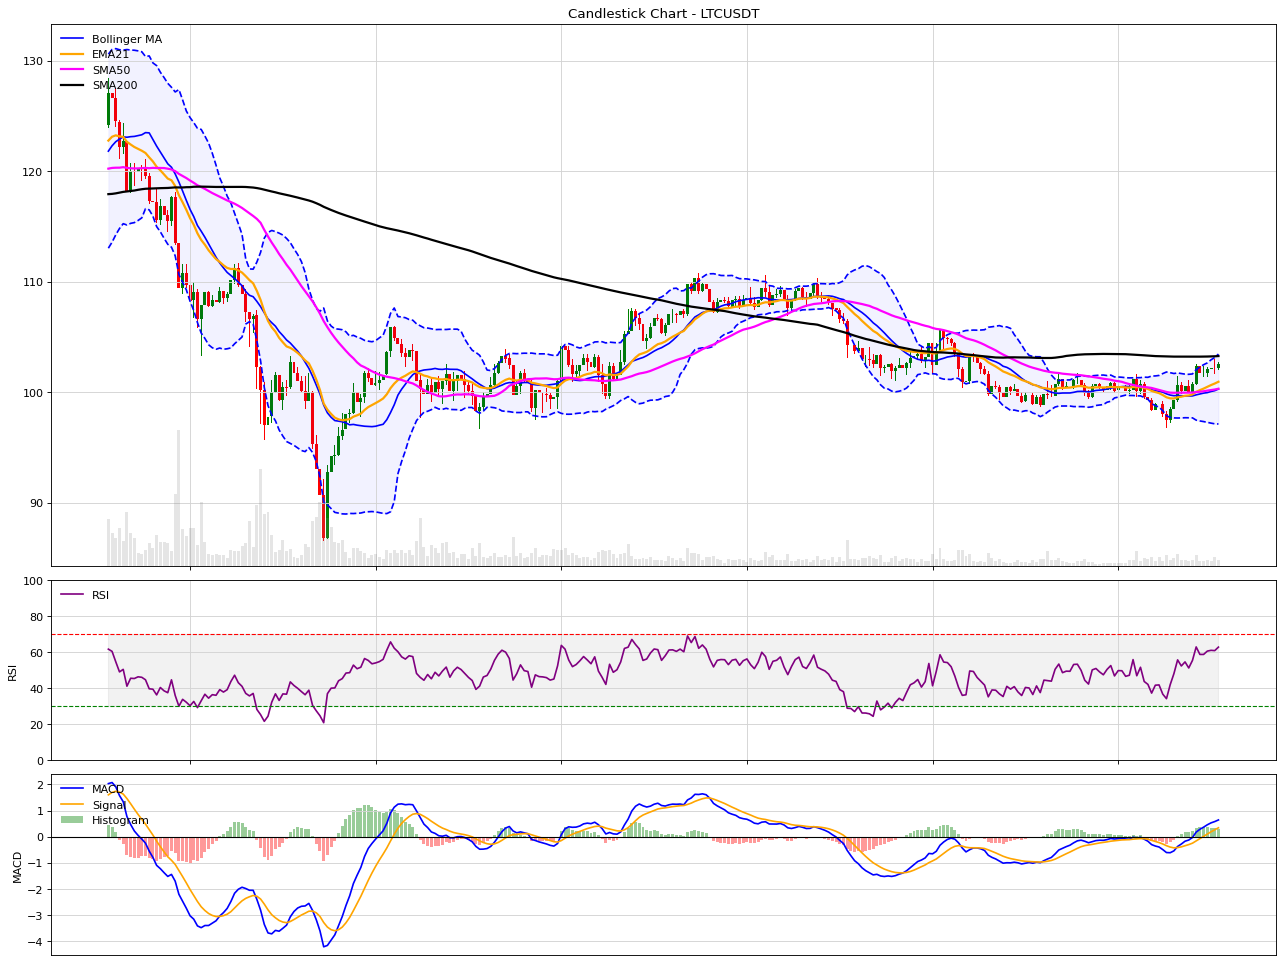 Candlestick Chart - LTCUSDT
Bollinger MA
EMA21
SMA50
SMA200
130
120
110
100
90
RSI
100
80
60
40
20
0
RSI
MACD
Signal
Histogram
2
1
0
−1
−2
−3
−4
MACD